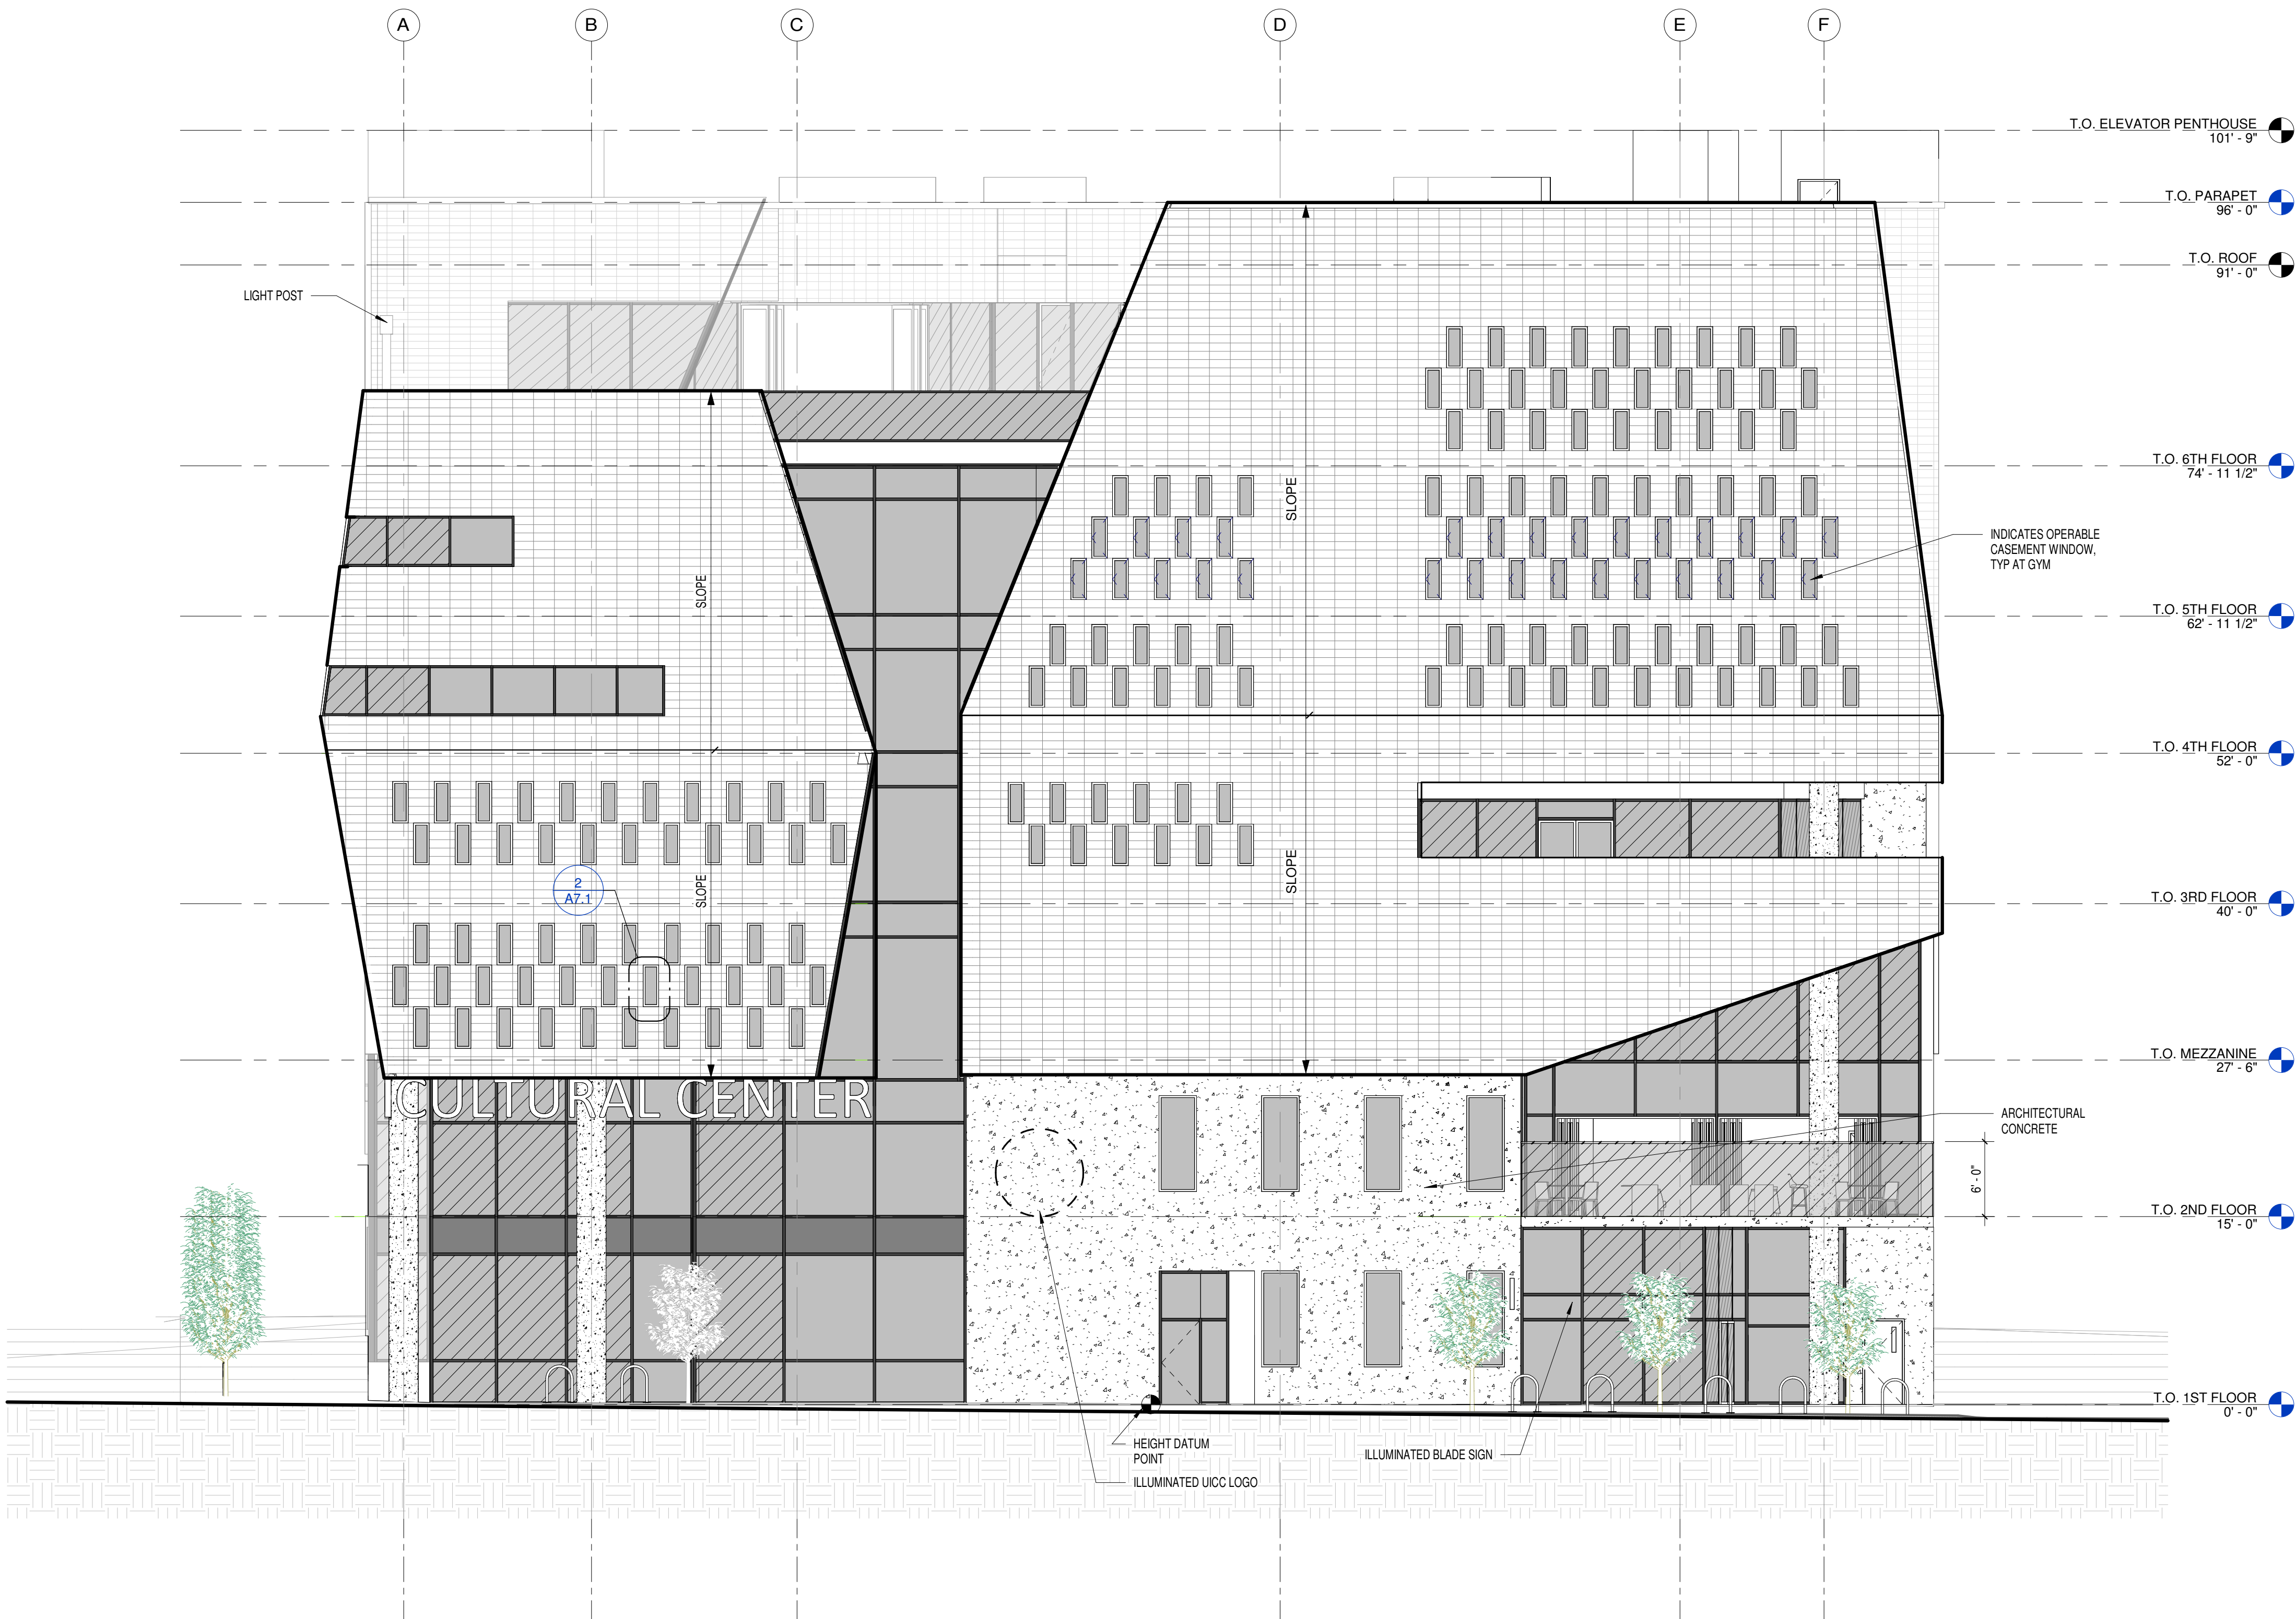 A
B
C
D
E
F
T.O. ELEVATOR PENTHOUSE
101' - 9"
T.O. PARAPET
96' - 0"
T.O. ROOF
91' - 0"
LIGHT POST
T.O. 6TH FLOOR
74' - 11 1/2"
SLOPE
INDICATES OPERABLE
CASEMENT WINDOW,
TYP AT GYM
SLOPE
T.O. 5TH FLOOR
62' - 11 1/2"
T.O. 4TH FLOOR
52' - 0"
SLOPE
SLOPE
2
A7.1
T.O. 3RD FLOOR
40' - 0"
T.O. MEZZANINE
27' - 6"
CULTURAL CENTER
ARCHITECTURAL
CONCRETE
6' - 0"
T.O. 2ND FLOOR
15' - 0"
T.O. 1ST FLOOR
0' - 0"
HEIGHT DATUM
POINT
ILLUMINATED BLADE SIGN
ILLUMINATED UICC LOGO